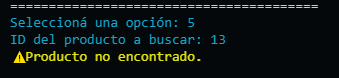 ========================================
Seleccioná una opción: 5
ID del producto a buscar: 13
⚠Producto no encontrado.